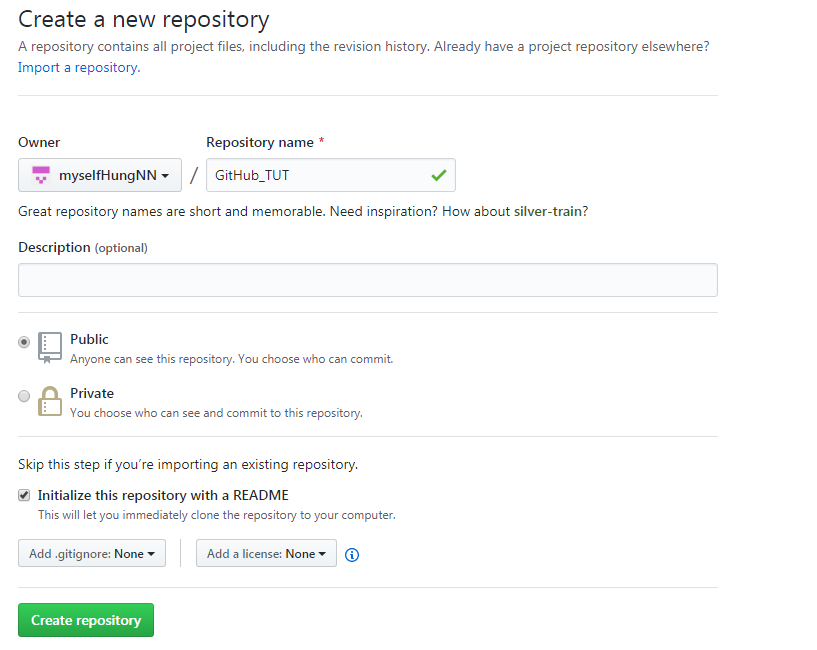 Create a new repository
A repository contains all project files, including the revision history. Already have a project repository elsewhere?
Import a repository.
Owner
Repository name *
myselfHungNN
/
GitHub_TUT
Great repository names are short and memorable. Need inspiration? How about silver-train?
Description (optional)
Public
Anyone can see this repository. You choose who can commit.
Private
You choose who can see and commit to this repository.
Skip this step if you’re importing an existing repository.
Initialize this repository with a README
This will let you immediately clone the repository to your computer.
Add .gitignore: None
Add a license: None
Create repository